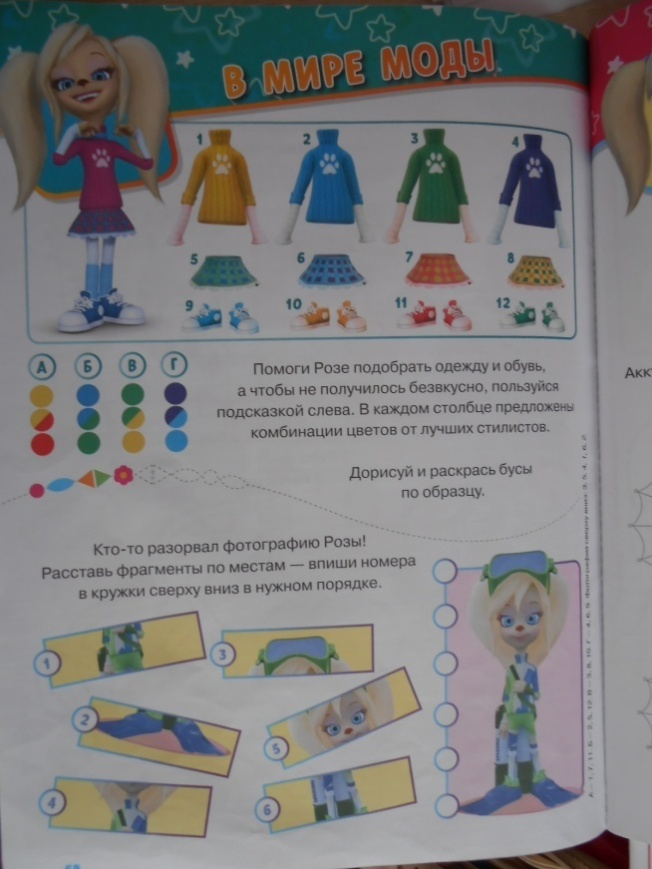 В МИРЕ МОДЫ
1 2 3 4
5 6 7 8
9 10 11 12
А Б В Г
Помоги Розе подобрать одежду и обувь,
а чтобы не получилось безвкусно, пользуйся
подсказкой слева. В каждом столбце предложены
комбинации цветов от лучших стилистов.
Дорисуй и раскрась бусы
по образцу.
Кто-то разорвал фотографию Розы!
Расставь фрагменты по местам — впиши номера
в кружки сверху вниз в нужном порядке.
1
3
2
5
4
6
А – 1, 7, 11. Б – 2, 5, 12. В – 3, 8, 10. Г – 4, 6, 9. Фотография сверху вниз: 3, 5, 4, 1, 6, 2
Акк